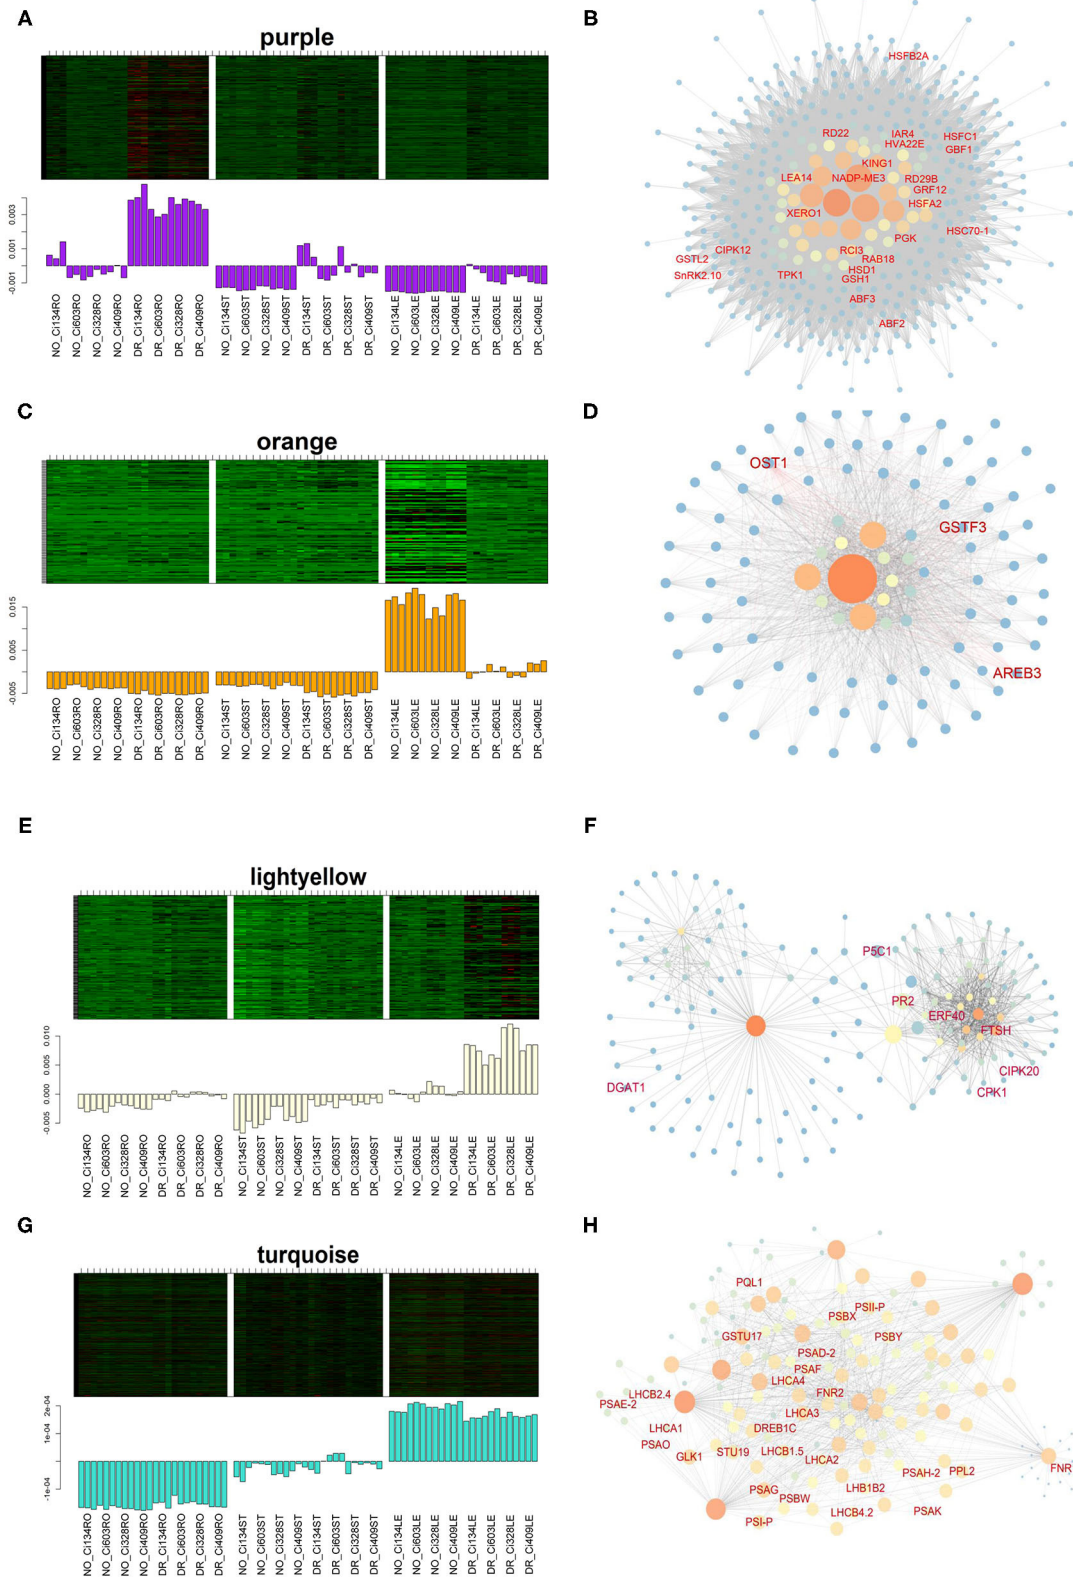 A
purple
0.003
0.001
-0.001
NO_Ci134RO
NO_Ci603RO
NO_Ci328RO
NO_Ci409RO
DR_Ci134RO
DR_Ci603RO
DR_Ci328RO
DR_Ci409RO
NO_Ci134ST
NO_Ci603ST
NO_Ci328ST
NO_Ci409ST
DR_Ci134ST
DR_Ci603ST
DR_Ci328ST
DR_Ci409ST
NO_Ci134LE
NO_Ci603LE
NO_Ci328LE
NO_Ci409LE
DR_Ci134LE
DR_Ci603LE
DR_Ci328LE
DR_Ci409LE
B
HSFB2A
RD22
IAR4
HSFC1
HVA22E
GBF1
KING1
LEA14
NADP-ME3
RD29B
GRF12
HSFA2
XERO1
HSC70-1
PGK
CIPK12
RCI3
GSTL2
RAB18
SnRK2.10
TPK1
HSD1
GSH1
ABF3
ABF2
C
orange
0.015
0.005
-0.005
NO_Ci134RO
NO_Ci603RO
NO_Ci328RO
NO_Ci409RO
DR_Ci134RO
DR_Ci603RO
DR_Ci328RO
DR_Ci409RO
NO_Ci134ST
NO_Ci603ST
NO_Ci328ST
NO_Ci409ST
DR_Ci134ST
DR_Ci603ST
DR_Ci328ST
DR_Ci409ST
NO_Ci134LE
NO_Ci603LE
NO_Ci328LE
NO_Ci409LE
DR_Ci134LE
DR_Ci603LE
DR_Ci328LE
DR_Ci409LE
D
OST1
GSTF3
AREB3
E
lightyellow
0.010
0.005
0.000
-0.005
NO_Ci134RO
NO_Ci603RO
NO_Ci328RO
NO_Ci409RO
DR_Ci134RO
DR_Ci603RO
DR_Ci328RO
DR_Ci409RO
NO_Ci134ST
NO_Ci603ST
NO_Ci328ST
NO_Ci409ST
DR_Ci134ST
DR_Ci603ST
DR_Ci328ST
DR_Ci409ST
NO_Ci134LE
NO_Ci603LE
NO_Ci328LE
NO_Ci409LE
DR_Ci134LE
DR_Ci603LE
DR_Ci328LE
DR_Ci409LE
F
P5C1
PR2
ERF40
FTSH
CIPK20
DGAT1
CPK1
G
turquoise
2e-04
1e-04
-1e-04
NO_Ci134RO
NO_Ci603RO
NO_Ci328RO
NO_Ci409RO
DR_Ci134RO
DR_Ci603RO
DR_Ci328RO
DR_Ci409RO
NO_Ci134ST
NO_Ci603ST
NO_Ci328ST
NO_Ci409ST
DR_Ci134ST
DR_Ci603ST
DR_Ci328ST
DR_Ci409ST
NO_Ci134LE
NO_Ci603LE
NO_Ci328LE
NO_Ci409LE
DR_Ci134LE
DR_Ci603LE
DR_Ci328LE
DR_Ci409LE
H
PQL1
PSII-P
PSBX
GSTU17
PSBY
PSAD-2
PSAF
LHCA4
LHCB2.4
FNR2
PSAE-2
LHCA3
LHCA1
DREB1C
PSAO
GLK1
STU19
LHCB1.5
LHCA2
PSAH-2
PPL2
FNR
PSAG
LHB1B2
PSBW
LHCB4.2
PSAK
PSI-P